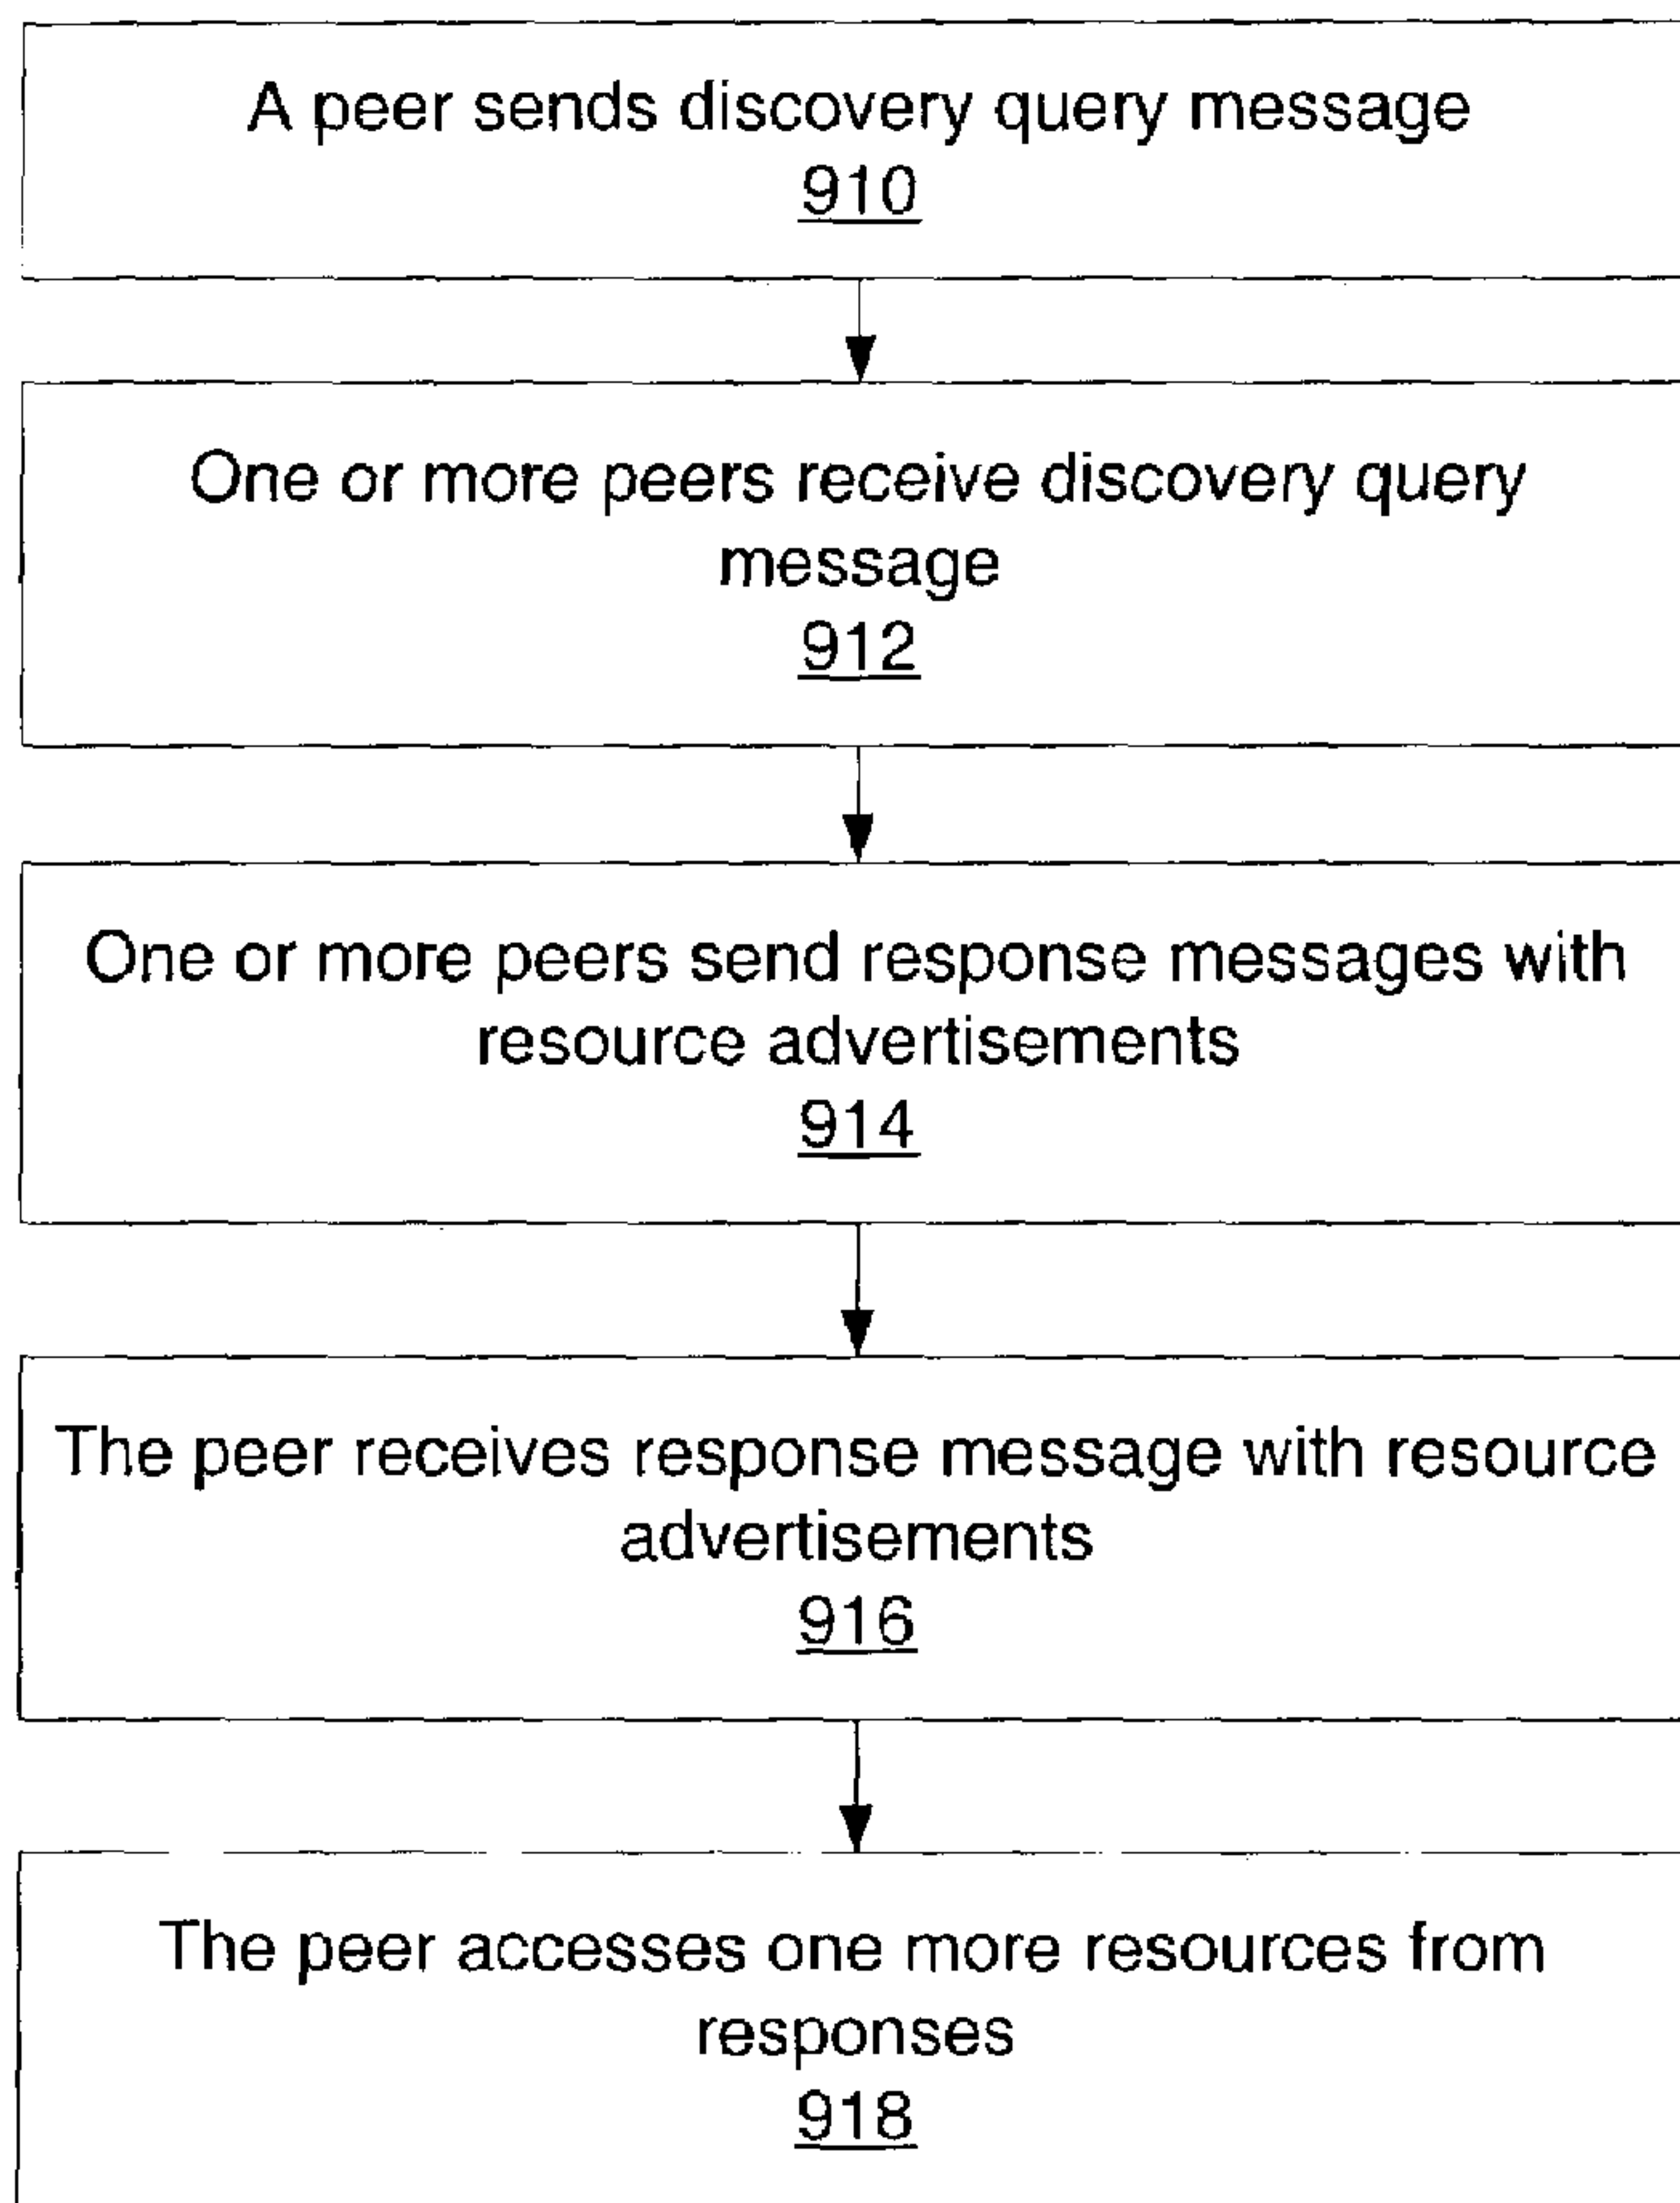 A peer sends discovery query message
910
One or more peers receive discovery query
message
912
One or more peers send response messages with
resource advertisements
914
The peer receives response message with resource
advertisements
916
The peer accesses one more resources from
responses
918